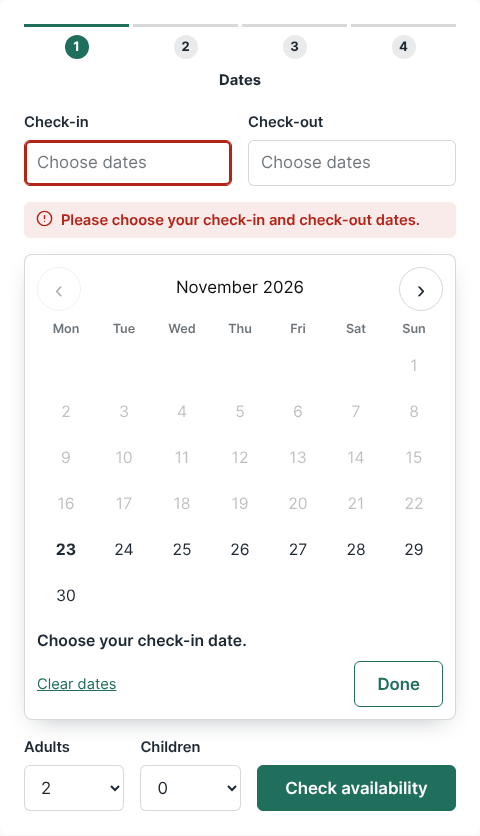 1 2 3 4
Dates
Check-in Check-out
Choose dates Choose dates
Please choose your check-in and check-out dates.
November 2026
Mon Tue Wed Thu Fri Sat Sun
1
2 3 4 5 6 7 8
9 10 11 12 13 14 15
16 17 18 19 20 21 22
23 24 25 26 27 28 29
30
Choose your check-in date.
Clear dates Done
Adults Children
2 0 Check availability